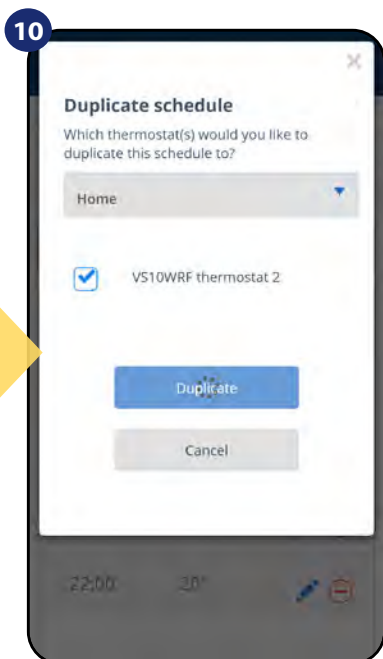 10
Duplicate schedule
Which thermostat(s) would you like to
duplicate this schedule to?
Home
VS10WRF thermostat 2
Duplicate
Cancel
22:00 20°